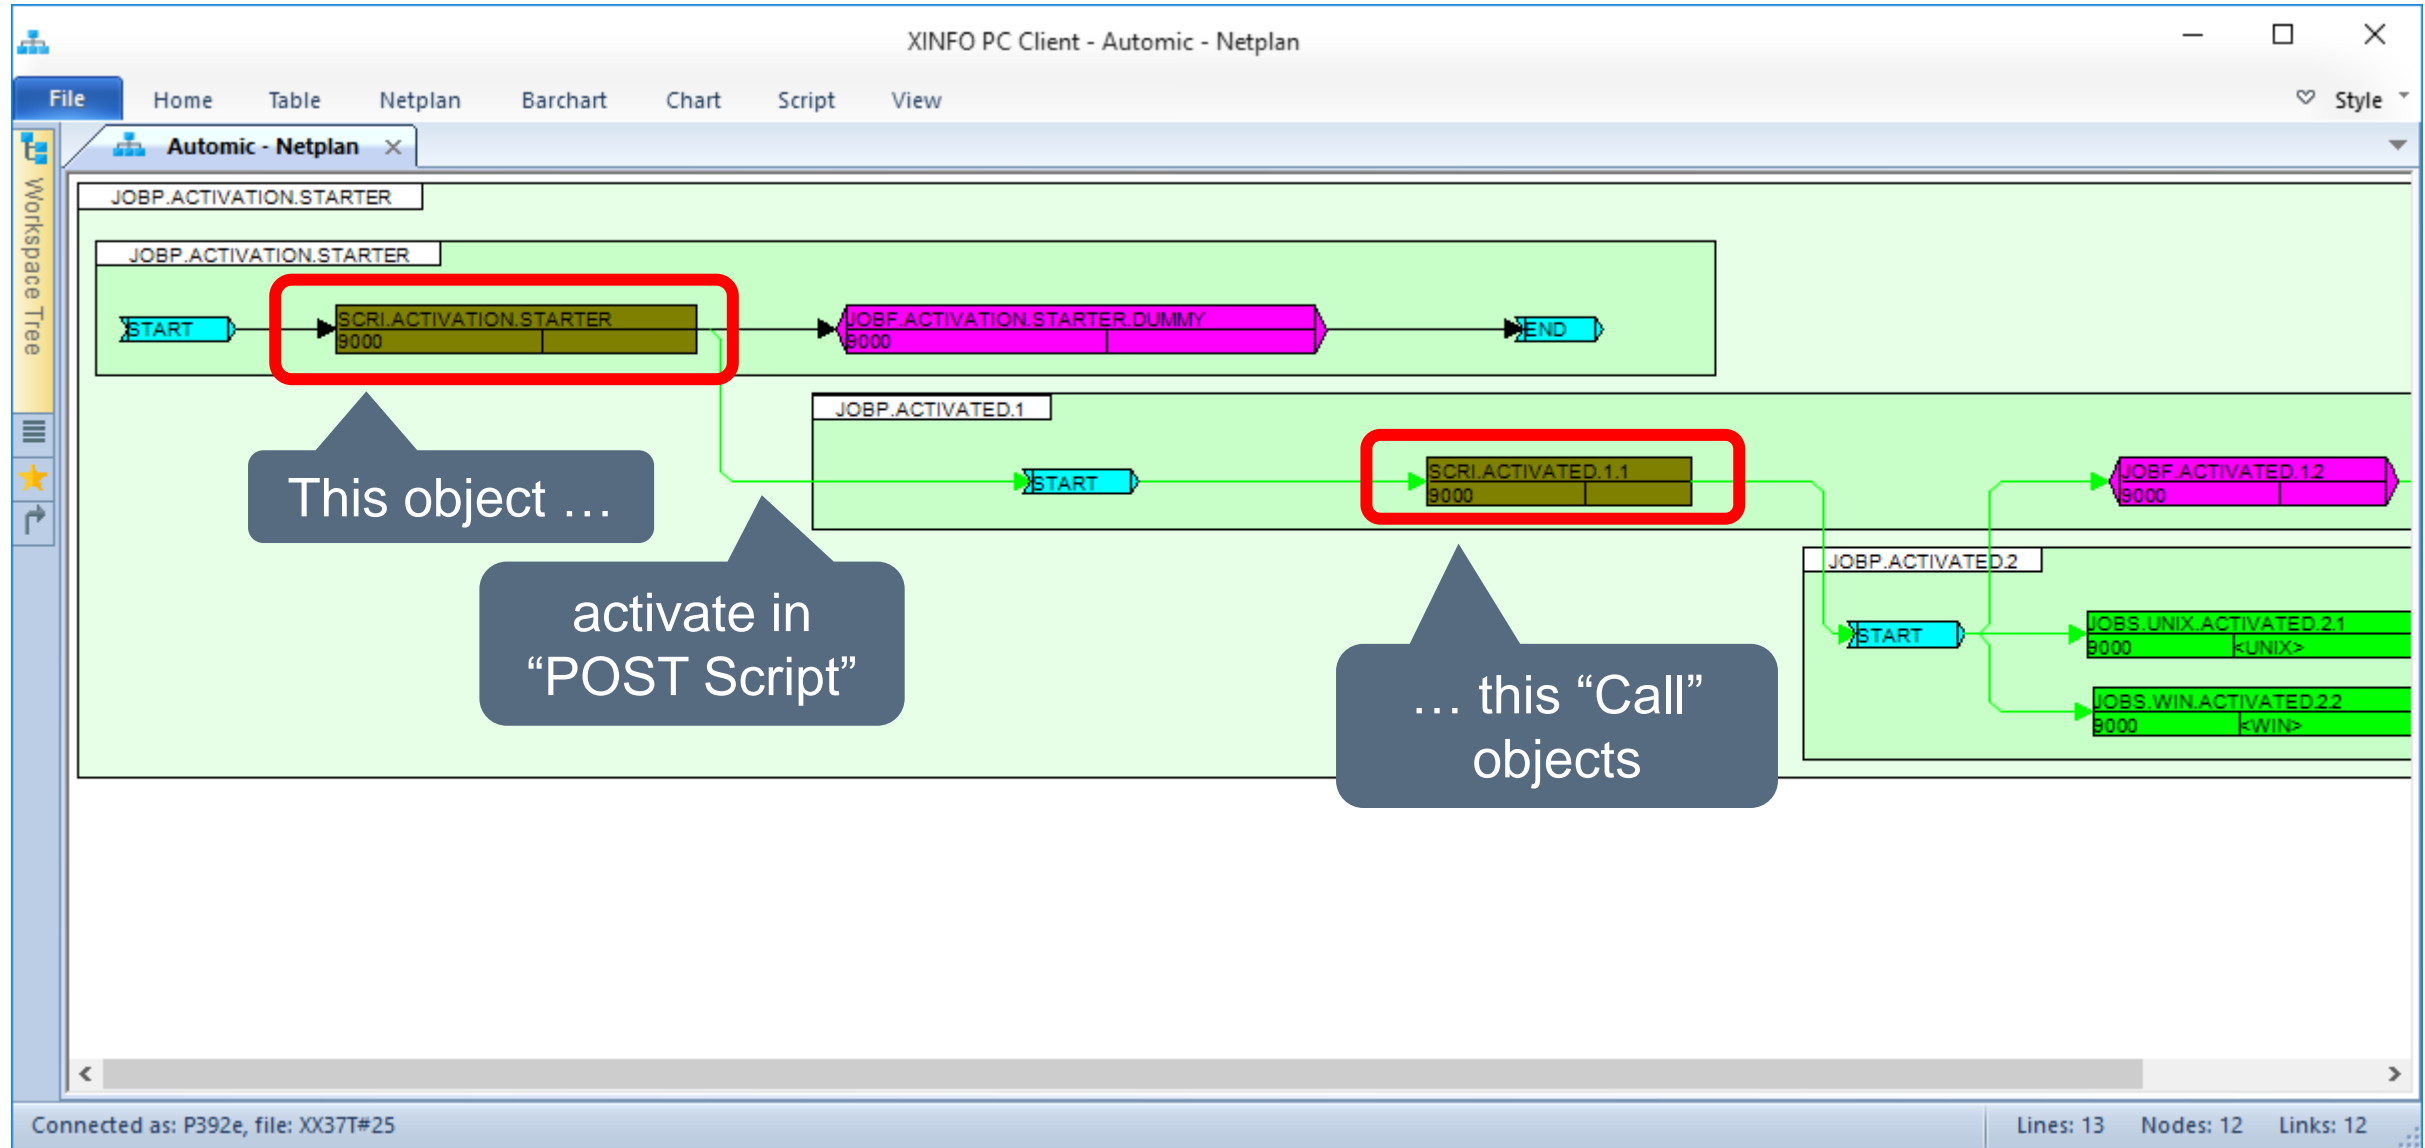 XINFO PC Client - Automic - Netplan
File Home Table Netplan Barchart Chart Script View Style
Workspace Tree
Automic - Netplan
JOBP.ACTIVATION.STARTER
JOBP.ACTIVATION.STARTER
START
SCRI.ACTIVATION.STARTER
9000
JOBF.ACTIVATION.STARTER.DUMMY
9000
END
JOBP.ACTIVATED.1
This object …
START
SCRI.ACTIVATED.1.1
9000
JOBF.ACTIVATED.1.2
9000
activate in
“POST Script”
… this “Call”
objects
JOBP.ACTIVATED.2
START
JOBS.UNIX.ACTIVATED.2.1
9000 <UNIX>
JOBS.WIN.ACTIVATED.2.2
9000 <WIN>
Connected as: P392e, file: XX37T#25
Lines: 13 Nodes: 12 Links: 12